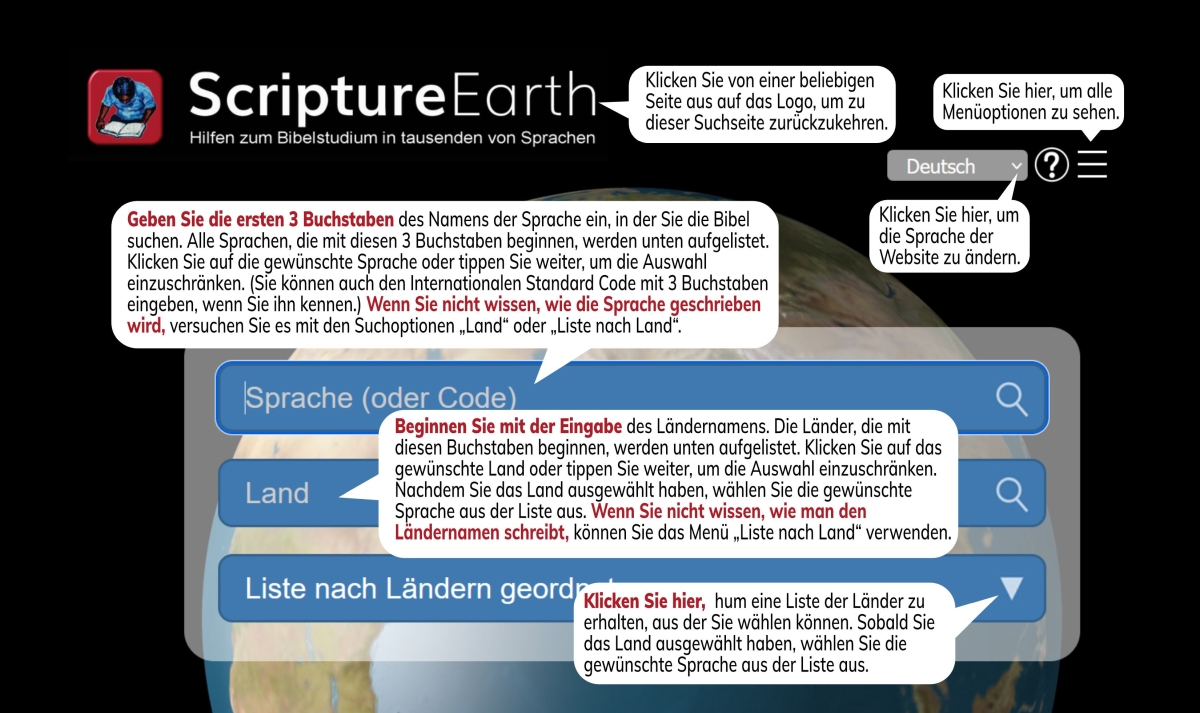 ScriptureEarth
Hilfen zum Bibelstudium in tausenden von Sprachen
Klicken Sie von einer beliebigen
Seite aus auf das Logo, um zu
dieser Suchseite zurückzukehren.
Klicken Sie hier, um alle
Menüoptionen zu sehen.
Deutsch
?
Klicken Sie hier, um
die Sprache der
Website zu ändern.
Geben Sie die ersten 3 Buchstaben des Namens der Sprache ein, in der Sie die Bibel
suchen. Alle Sprachen, die mit diesen 3 Buchstaben beginnen, werden unten aufgelistet.
Klicken Sie auf die gewünschte Sprache oder tippen Sie weiter, um die Auswahl
einzuschränken. (Sie können auch den Internationalen Standard Code mit 3 Buchstaben
eingeben, wenn Sie ihn kennen.) Wenn Sie nicht wissen, wie die Sprache geschrieben
wird, versuchen Sie es mit den Suchoptionen „Land“ oder „Liste nach Land“.
Sprache (oder Code)
Beginnen Sie mit der Eingabe des Ländernamens. Die Länder, die mit
diesen Buchstaben beginnen, werden unten aufgelistet. Klicken Sie auf das
gewünschte Land oder tippen Sie weiter, um die Auswahl einzuschränken.
Nachdem Sie das Land ausgewählt haben, wählen Sie die gewünschte
Sprache aus der Liste aus. Wenn Sie nicht wissen, wie man den
Ländernamen schreibt, können Sie das Menü „Liste nach Land“ verwenden.
Land
Liste nach Ländern
Klicken Sie hier, hum eine Liste der Länder zu
erhalten, aus der Sie wählen können. Sobald Sie
das Land ausgewählt haben, wählen Sie die
gewünschte Sprache aus der Liste aus.